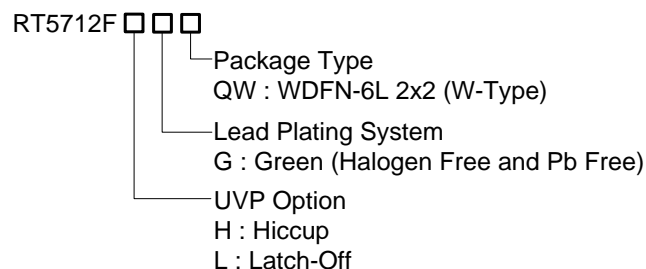 RT5712F
Package Type
QW : WDFN-6L 2x2 (W-Type)
Lead Plating System
G : Green (Halogen Free and Pb Free)
UVP Option
H : Hiccup
L : Latch-Off